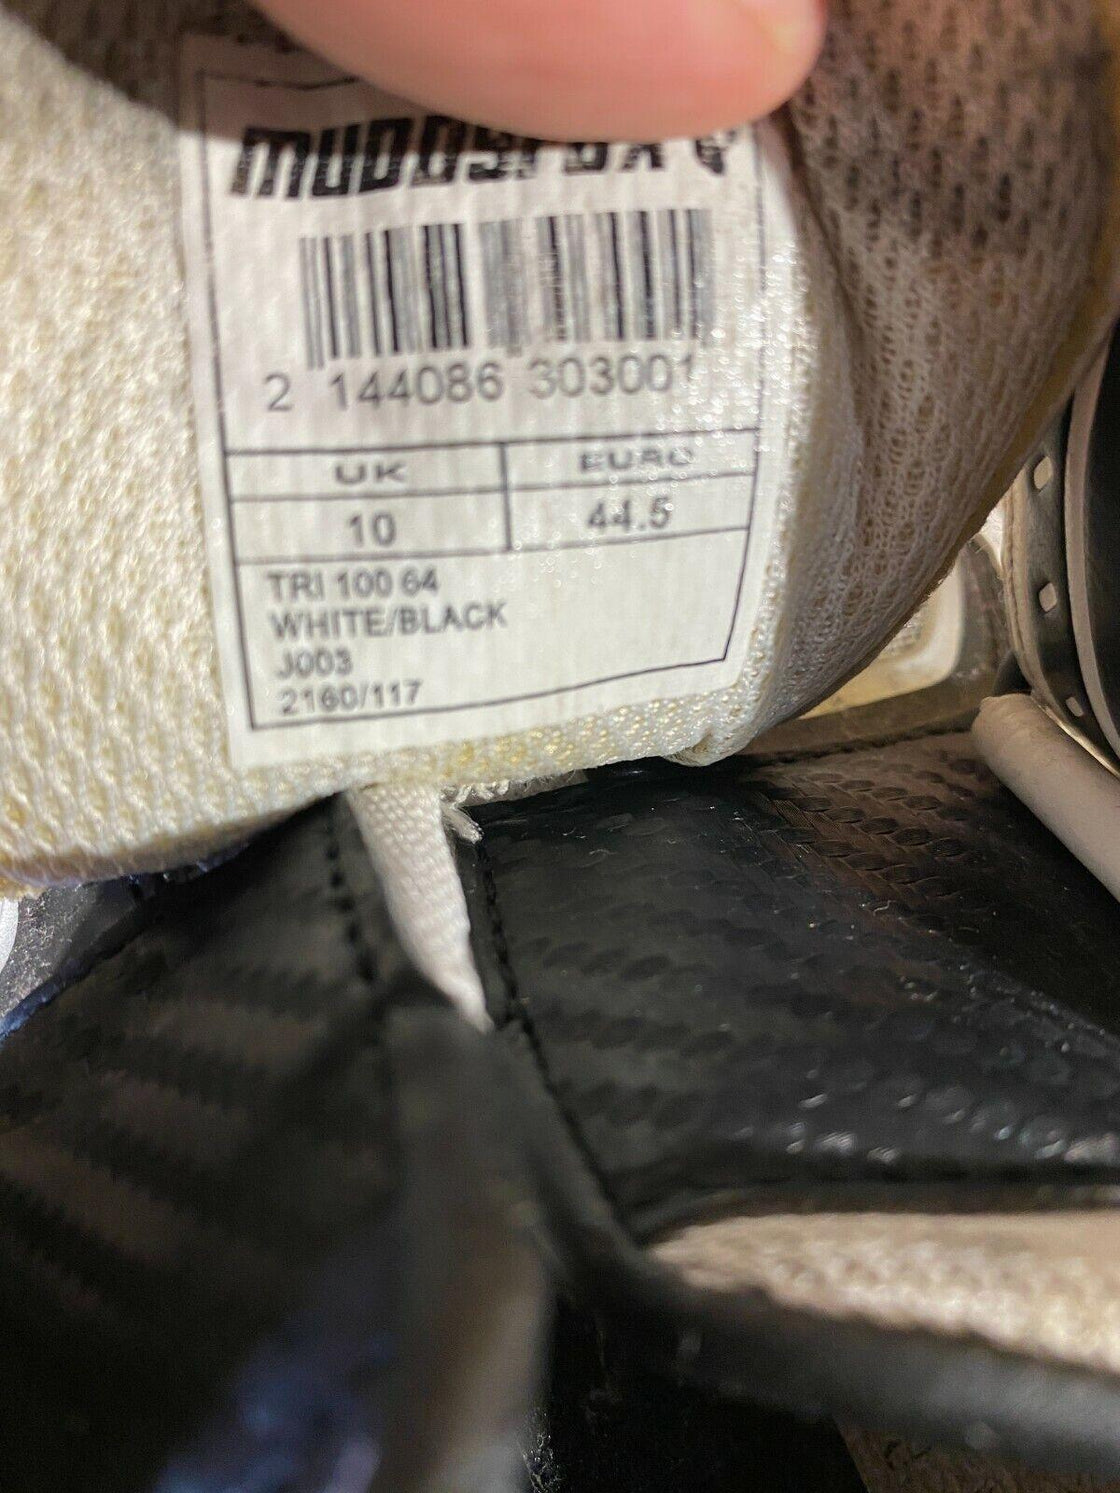 2 144086 303001
UK EURO
10 44.5
TRI 100 64
WHITE/BLACK
J003
2160/117